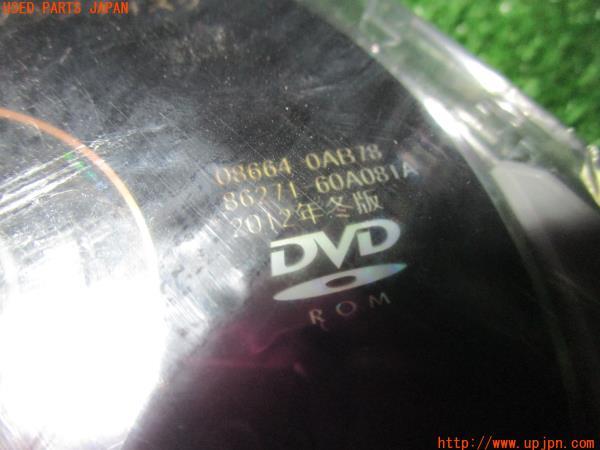 USED PARTS JAPAN
08664 0AB78
86271 60A081A
2012年冬版
DVD
ROM
http://www.upjpn.com